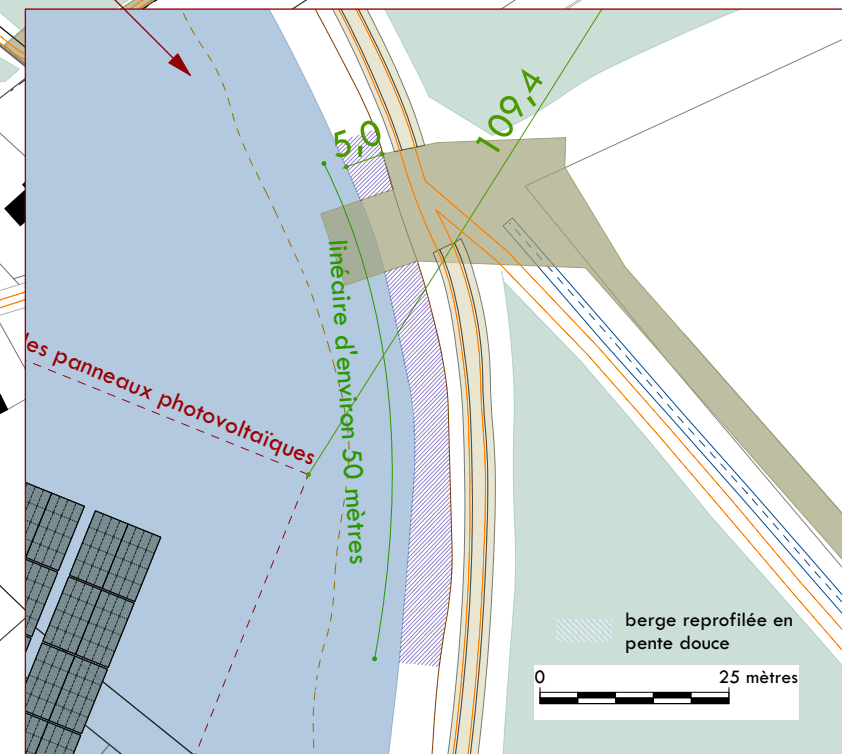 5,0
109,4
linéaire d'environ 50 mètres
les panneaux photovoltaïques
berge reprofilée en
pente douce
0 25 mètres